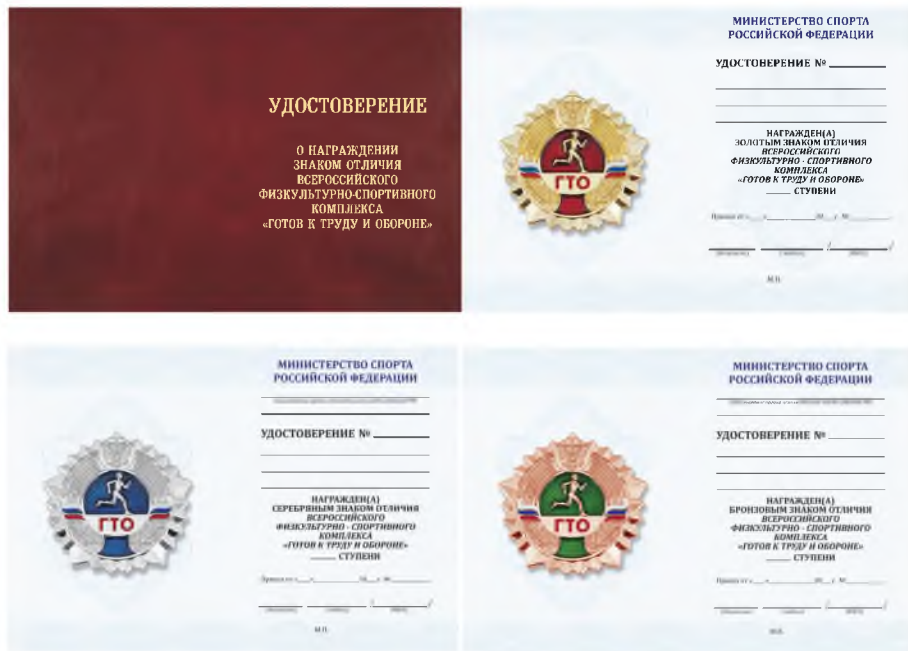 УДОСТОВЕРЕНИЕ
О НАГРАЖДЕНИИ
ЗНАКОМ ОТЛИЧИЯ
ВСЕРОССИЙСКОГО
ФИЗКУЛЬТУРНО-СПОРТИВНОГО
КОМПЛЕКСА
«ГОТОВ К ТРУДУ И ОБОРОНЕ»
МИНИСТЕРСТВО СПОРТА
РОССИЙСКОЙ ФЕДЕРАЦИИ
УДОСТОВЕРЕНИЕ №
НАГРАЖДЕН(А)
ЗОЛОТЫМ ЗНАКОМ ОТЛИЧИЯ
ВСЕРОССИЙСКОГО
ФИЗКУЛЬТУРНО - СПОРТИВНОГО
КОМПЛЕКСА
«ГОТОВ К ТРУДУ И ОБОРОНЕ»
СТУПЕНИ
М.П.
ГТО
МИНИСТЕРСТВО СПОРТА
РОССИЙСКОЙ ФЕДЕРАЦИИ
УДОСТОВЕРЕНИЕ №
НАГРАЖДЕН(А)
СЕРЕБРЯНЫМ ЗНАКОМ ОТЛИЧИЯ
ВСЕРОССИЙСКОГО
ФИЗКУЛЬТУРНО - СПОРТИВНОГО
КОМПЛЕКСА
«ГОТОВ К ТРУДУ И ОБОРОНЕ»
СТУПЕНИ
М.П.
ГТО
МИНИСТЕРСТВО СПОРТА
РОССИЙСКОЙ ФЕДЕРАЦИИ
УДОСТОВЕРЕНИЕ №
НАГРАЖДЕН(А)
БРОНЗОВЫМ ЗНАКОМ ОТЛИЧИЯ
ВСЕРОССИЙСКОГО
ФИЗКУЛЬТУРНО - СПОРТИВНОГО
КОМПЛЕКСА
«ГОТОВ К ТРУДУ И ОБОРОНЕ»
СТУПЕНИ
М.П.
ГТО